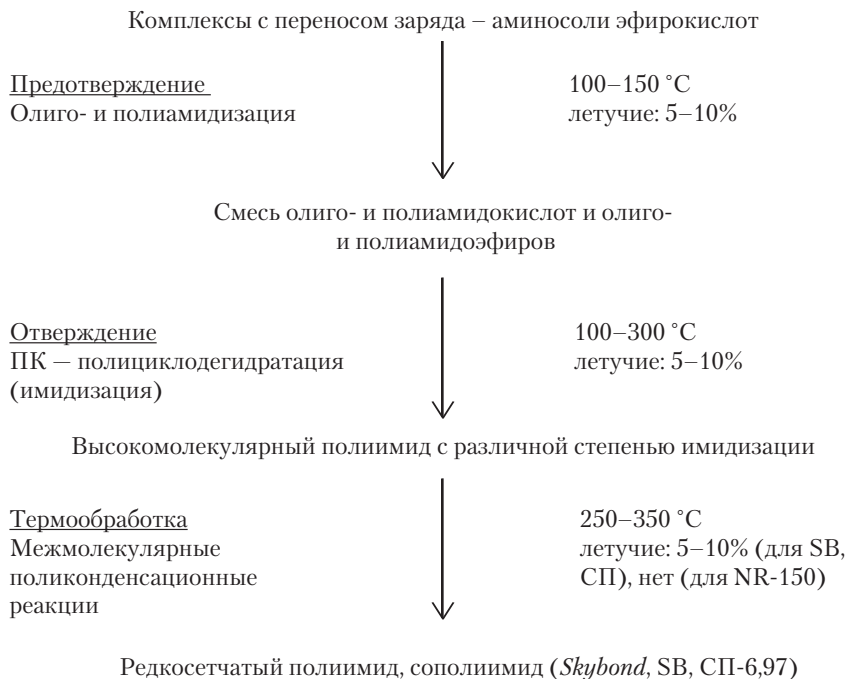 Комплексы с переносом заряда – аминосоли эфирокислот
Предотверждение
Олиго- и полиамидизация
100–150 °C
летучие: 5–10%
Смесь олиго- и полиамидокислот и олиго-
и полиамидоэфиров
Отверждение
ПК — полициклодегидратация
(имидизация)
100–300 °C
летучие: 5–10%
Высокомолекулярный полиимид с различной степенью имидизации
Термообработка
Межмолекулярные
поликонденсационные
реакции
250–350 °C
летучие: 5–10% (для SB,
СП), нет (для NR-150)
Редкосетчатый полиимид, сополиимид (Skybond, SB, СП-6,97)